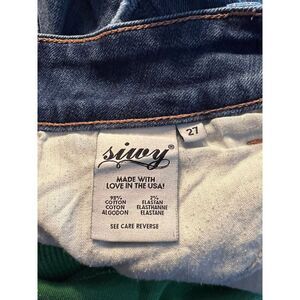 siwy®
27
MADE WITH
LOVE IN THE USA!
98% 2%
COTTON ELASTAN
COTON ELASTHANNE
ALGODON ELASTANE
SEE CARE REVERSE